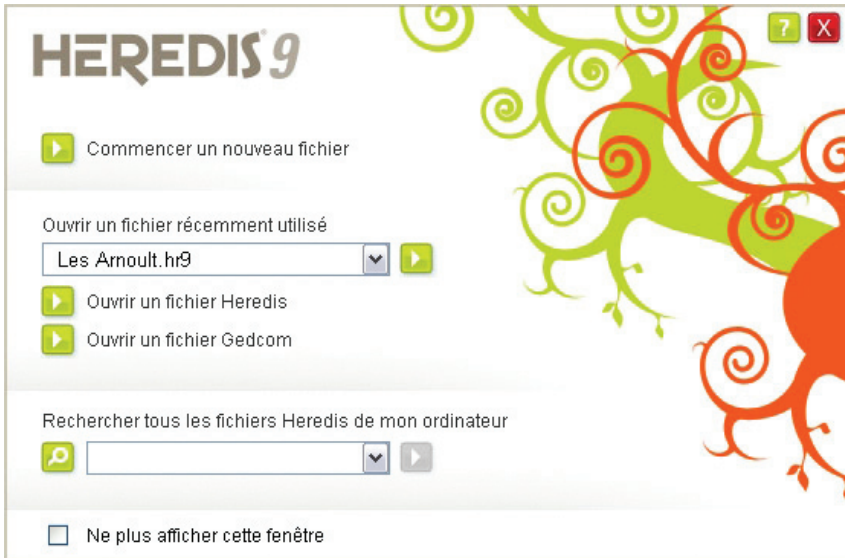 HEREDIS 9
? X
Commencer un nouveau fichier
Ouvrir un fichier récemment utilisé
Les Arnoult.hr9
Ouvrir un fichier Heredis
Ouvrir un fichier Gedcom
Rechercher tous les fichiers Heredis de mon ordinateur
Ne plus afficher cette fenêtre